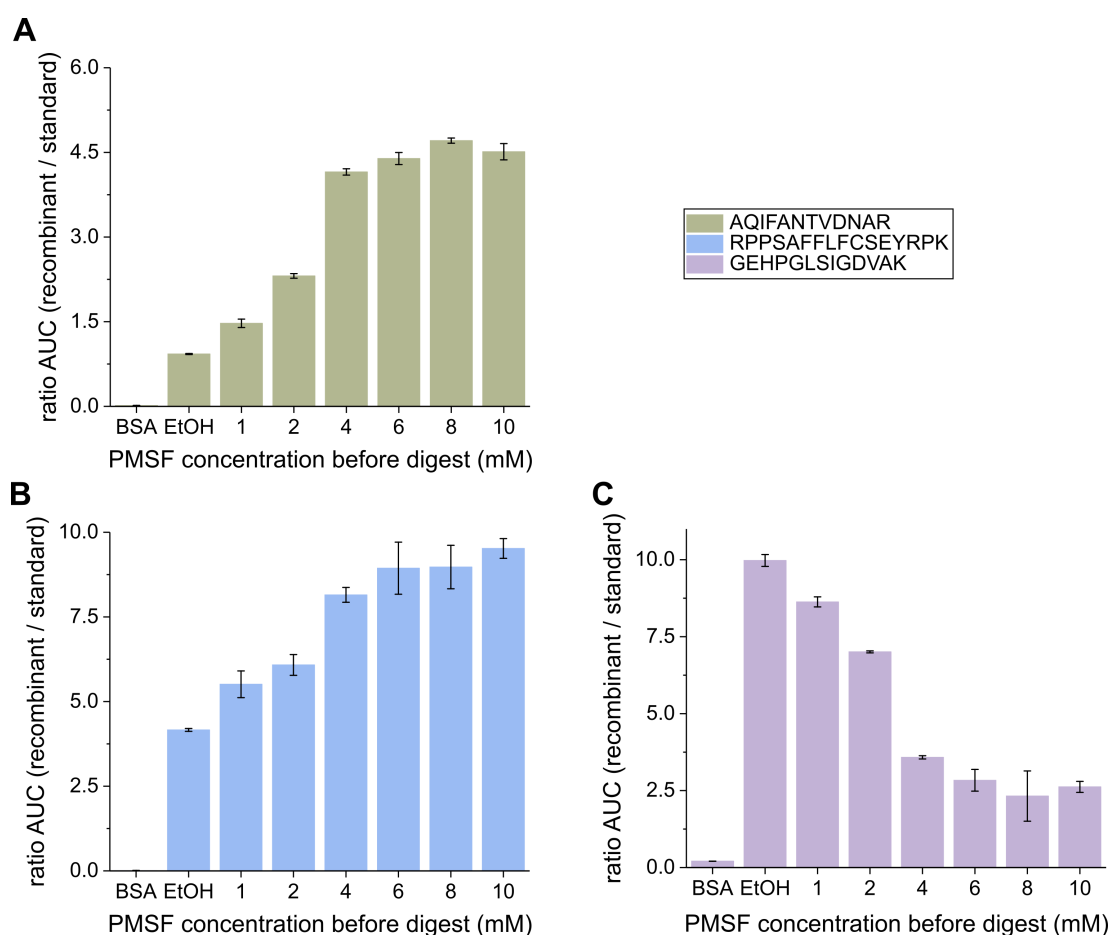 A
ratio AUC (recombinant / standard)
6.0
4.5
3.0
1.5
0.0
BSA EtOH 1 2 4 6 8 10
PMSF concentration before digest (mM)
AQIFANTVDNAR
RPPSAFFLFCSEYRPK
GEHPGLSIGDVAK
B
ratio AUC (recombinant / standard)
10.0
7.5
5.0
2.5
0.0
BSA EtOH 1 2 4 6 8 10
PMSF concentration before digest (mM)
C
ratio AUC (recombinant / standard)
10.0
7.5
5.0
2.5
0.0
BSA EtOH 1 2 4 6 8 10
PMSF concentration before digest (mM)